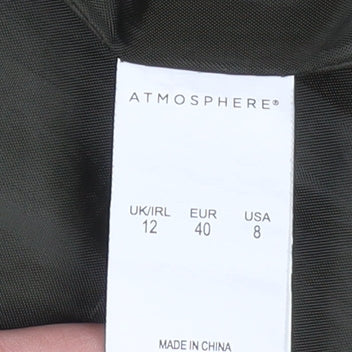 ATMOSPHERE®
UK/IRL EUR USA
12 40 8
MADE IN CHINA